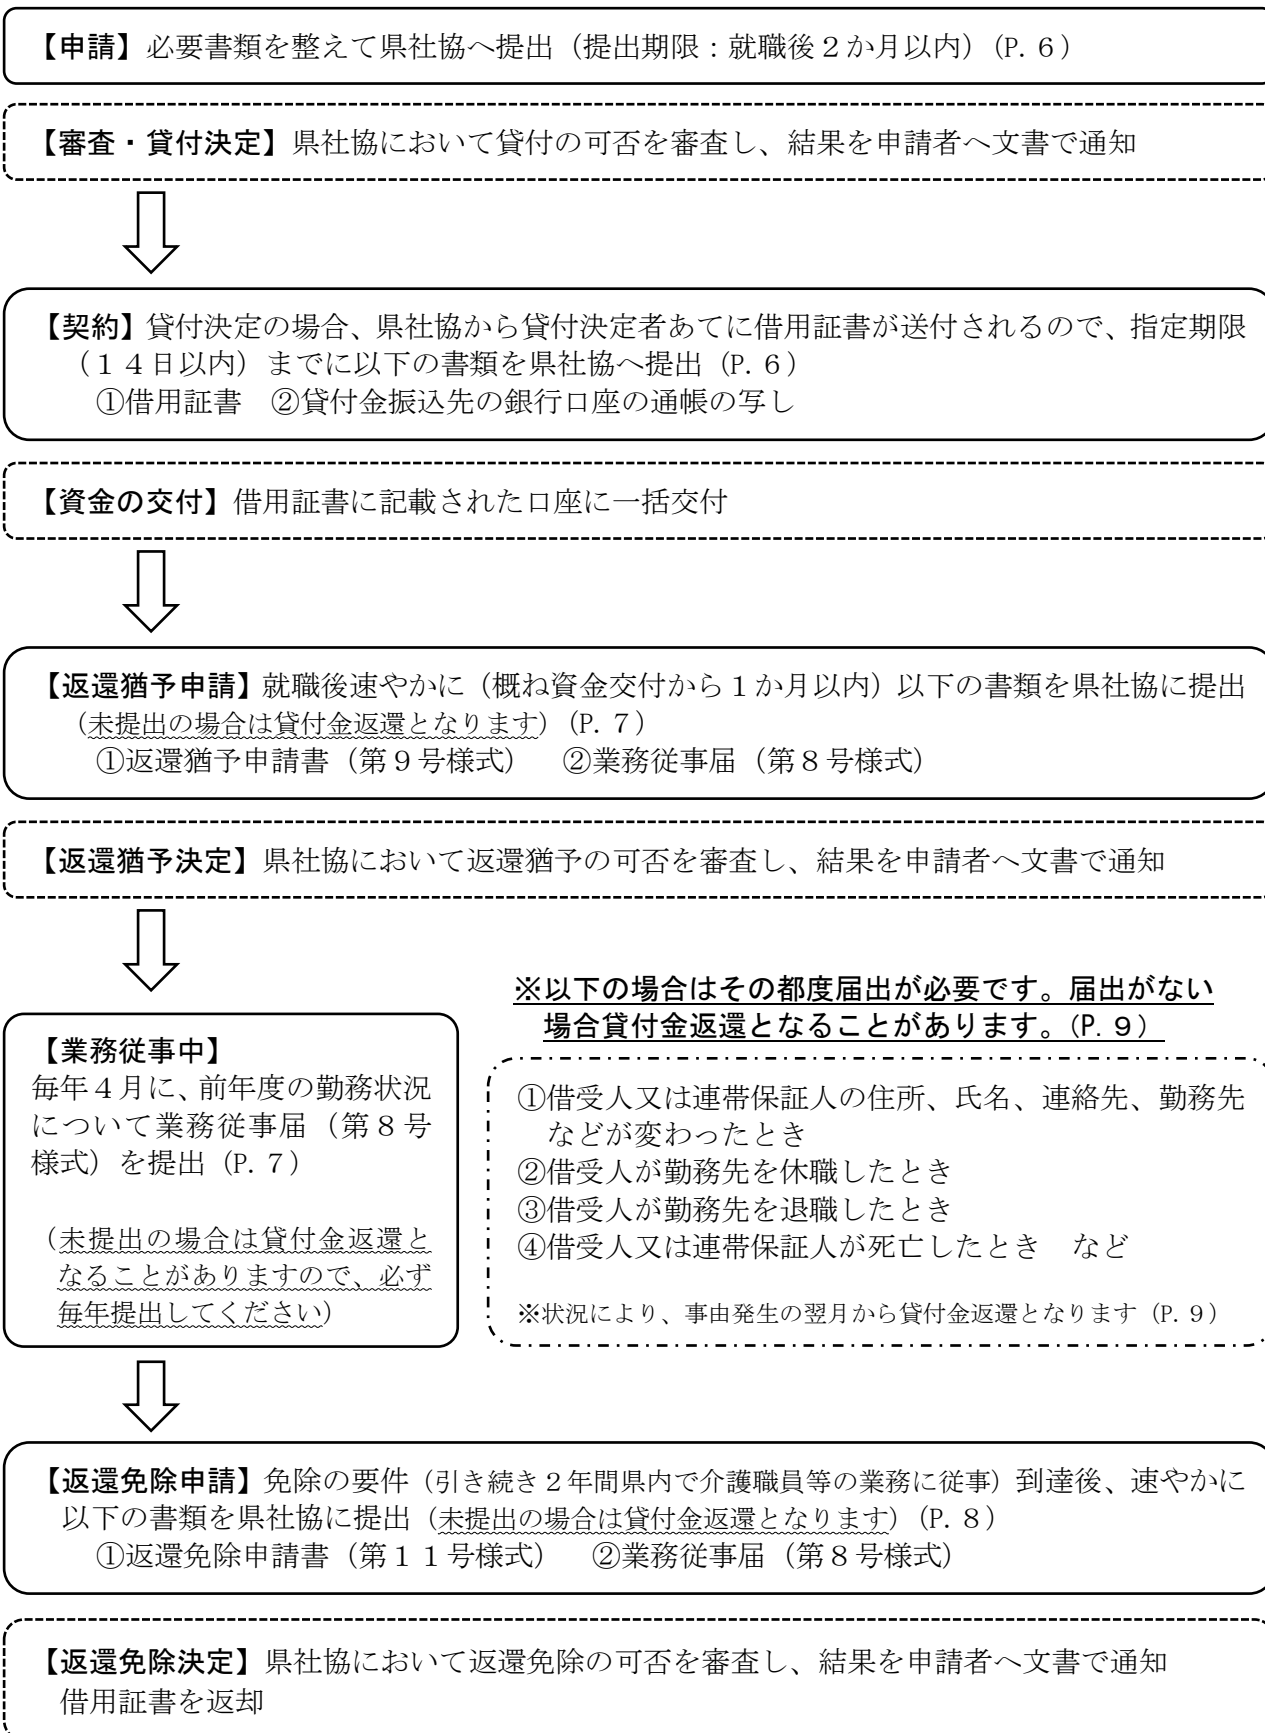 【申請】必要書類を整えて県社協へ提出（提出期限：就職後２か月以内）(P. 6)
【審査・貸付決定】県社協において貸付の可否を審査し、結果を申請者へ文書で通知
【契約】貸付決定の場合、県社協から貸付決定者あてに借用証書が送付されるので、指定期限
（１４日以内）までに以下の書類を県社協へ提出 (P. 6)
①借用証書　②貸付金振込先の銀行口座の通帳の写し
【資金の交付】借用証書に記載された口座に一括交付
【返還猶予申請】就職後速やかに（概ね資金交付から１か月以内）以下の書類を県社協に提出
（未提出の場合は貸付金返還となります）(P. 7)
①返還猶予申請書（第９号様式）　②業務従事届（第８号様式）
【返還猶予決定】県社協において返還猶予の可否を審査し、結果を申請者へ文書で通知
【業務従事中】
毎年４月に、前年度の勤務状況
について業務従事届（第８号
様式）を提出 (P. 7)
（未提出の場合は貸付金返還と
なることがありますので、必ず
毎年提出してください）
※以下の場合はその都度届出が必要です。届出がない
場合貸付金返還となることがあります。(P. 9)
①借受人又は連帯保証人の住所、氏名、連絡先、勤務先
などが変わったとき
②借受人が勤務先を休職したとき
③借受人が勤務先を退職したとき
④借受人又は連帯保証人が死亡したとき　など
※状況により、事由発生の翌月から貸付金返還となります (P. 9)
【返還免除申請】免除の要件（引き続き２年間県内で介護職員等の業務に従事）到達後、速やかに
以下の書類を県社協に提出（未提出の場合は貸付金返還となります）(P. 8)
①返還免除申請書（第１１号様式）　②業務従事届（第８号様式）
【返還免除決定】県社協において返還免除の可否を審査し、結果を申請者へ文書で通知
借用証書を返却